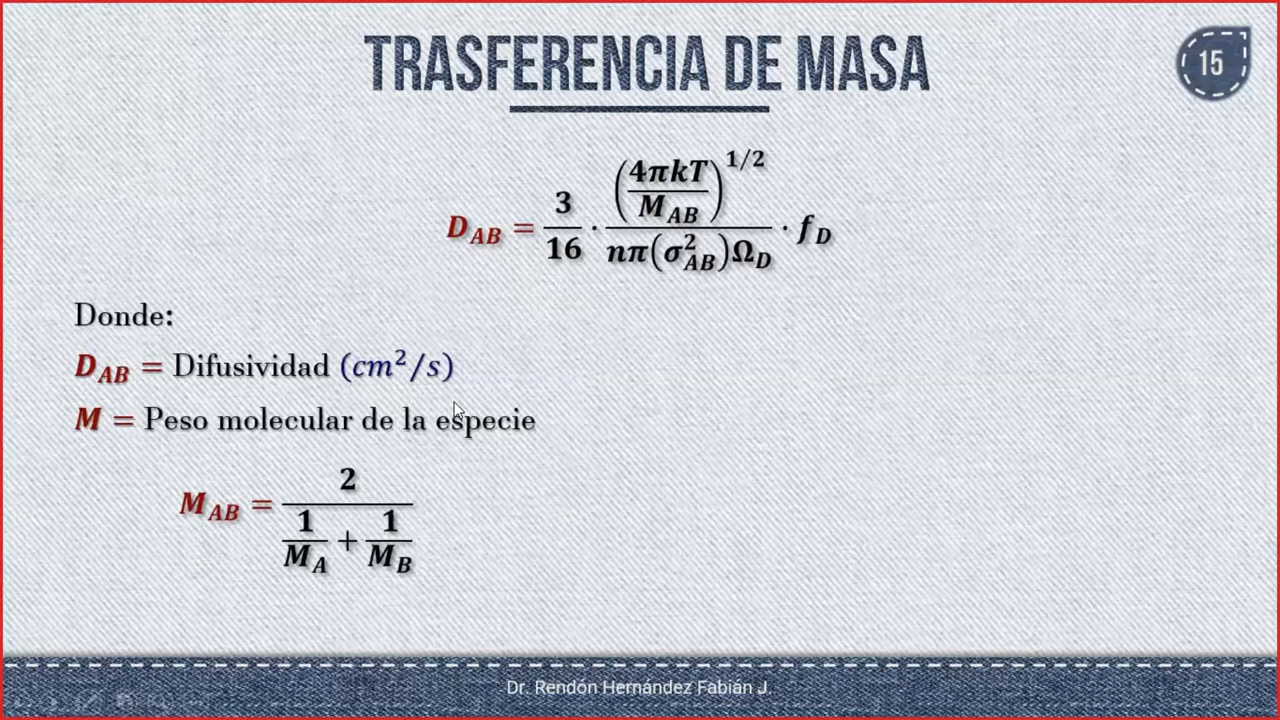 TRASFERENCIA DE MASA
15
D_AB = 3/16 · (4πkT/M_AB)^1/2 / nπ(σ²_AB)Ω_D · f_D
Donde:
D_AB = Difusividad (cm²/s)
M = Peso molecular de la especie
M_AB = 2 / (1/M_A + 1/M_B)
Dr. Rendón Hernández Fabián J.